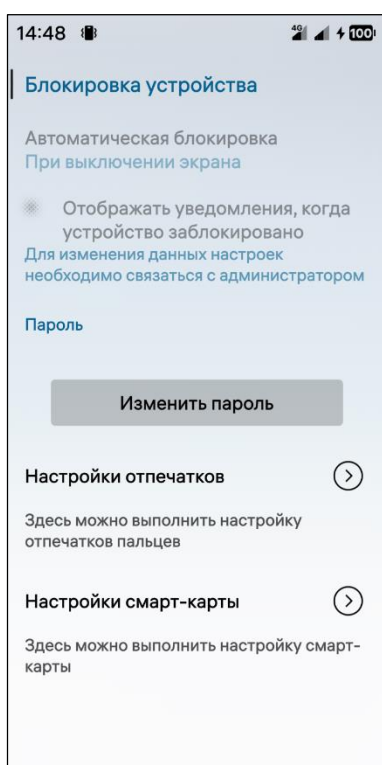 14:48 4G 100
Блокировка устройства
Автоматическая блокировка
При выключении экрана
Отображать уведомления, когда
устройство заблокировано
Для изменения данных настроек
необходимо связаться с администратором
Пароль
Изменить пароль
Настройки отпечатков
Здесь можно выполнить настройку
отпечатков пальцев
Настройки смарт-карты
Здесь можно выполнить настройку смарт-
карты